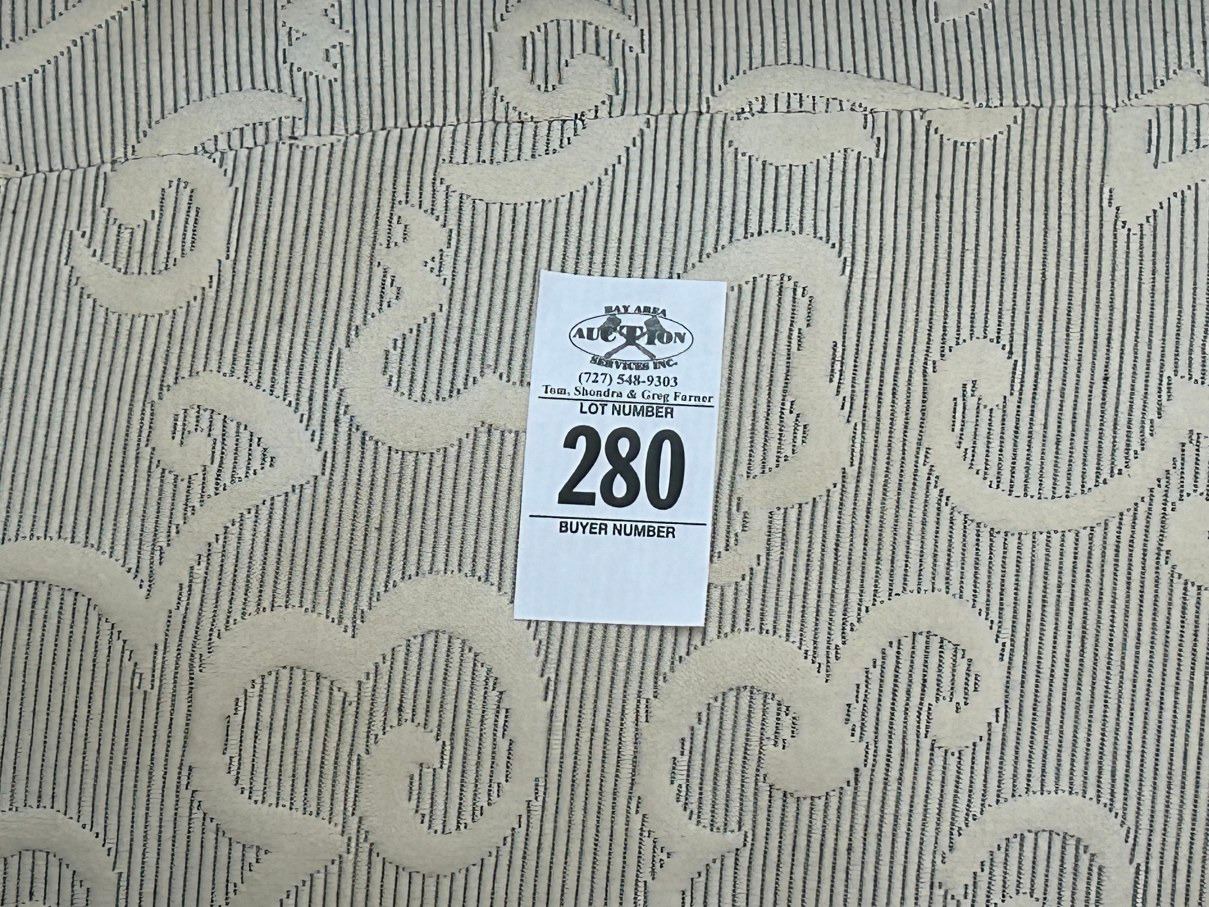 BAY AREA
AUCTION
SERVICES INC.
(727) 548-9303
Tom, Shondra & Greg Farner
LOT NUMBER
280
BUYER NUMBER